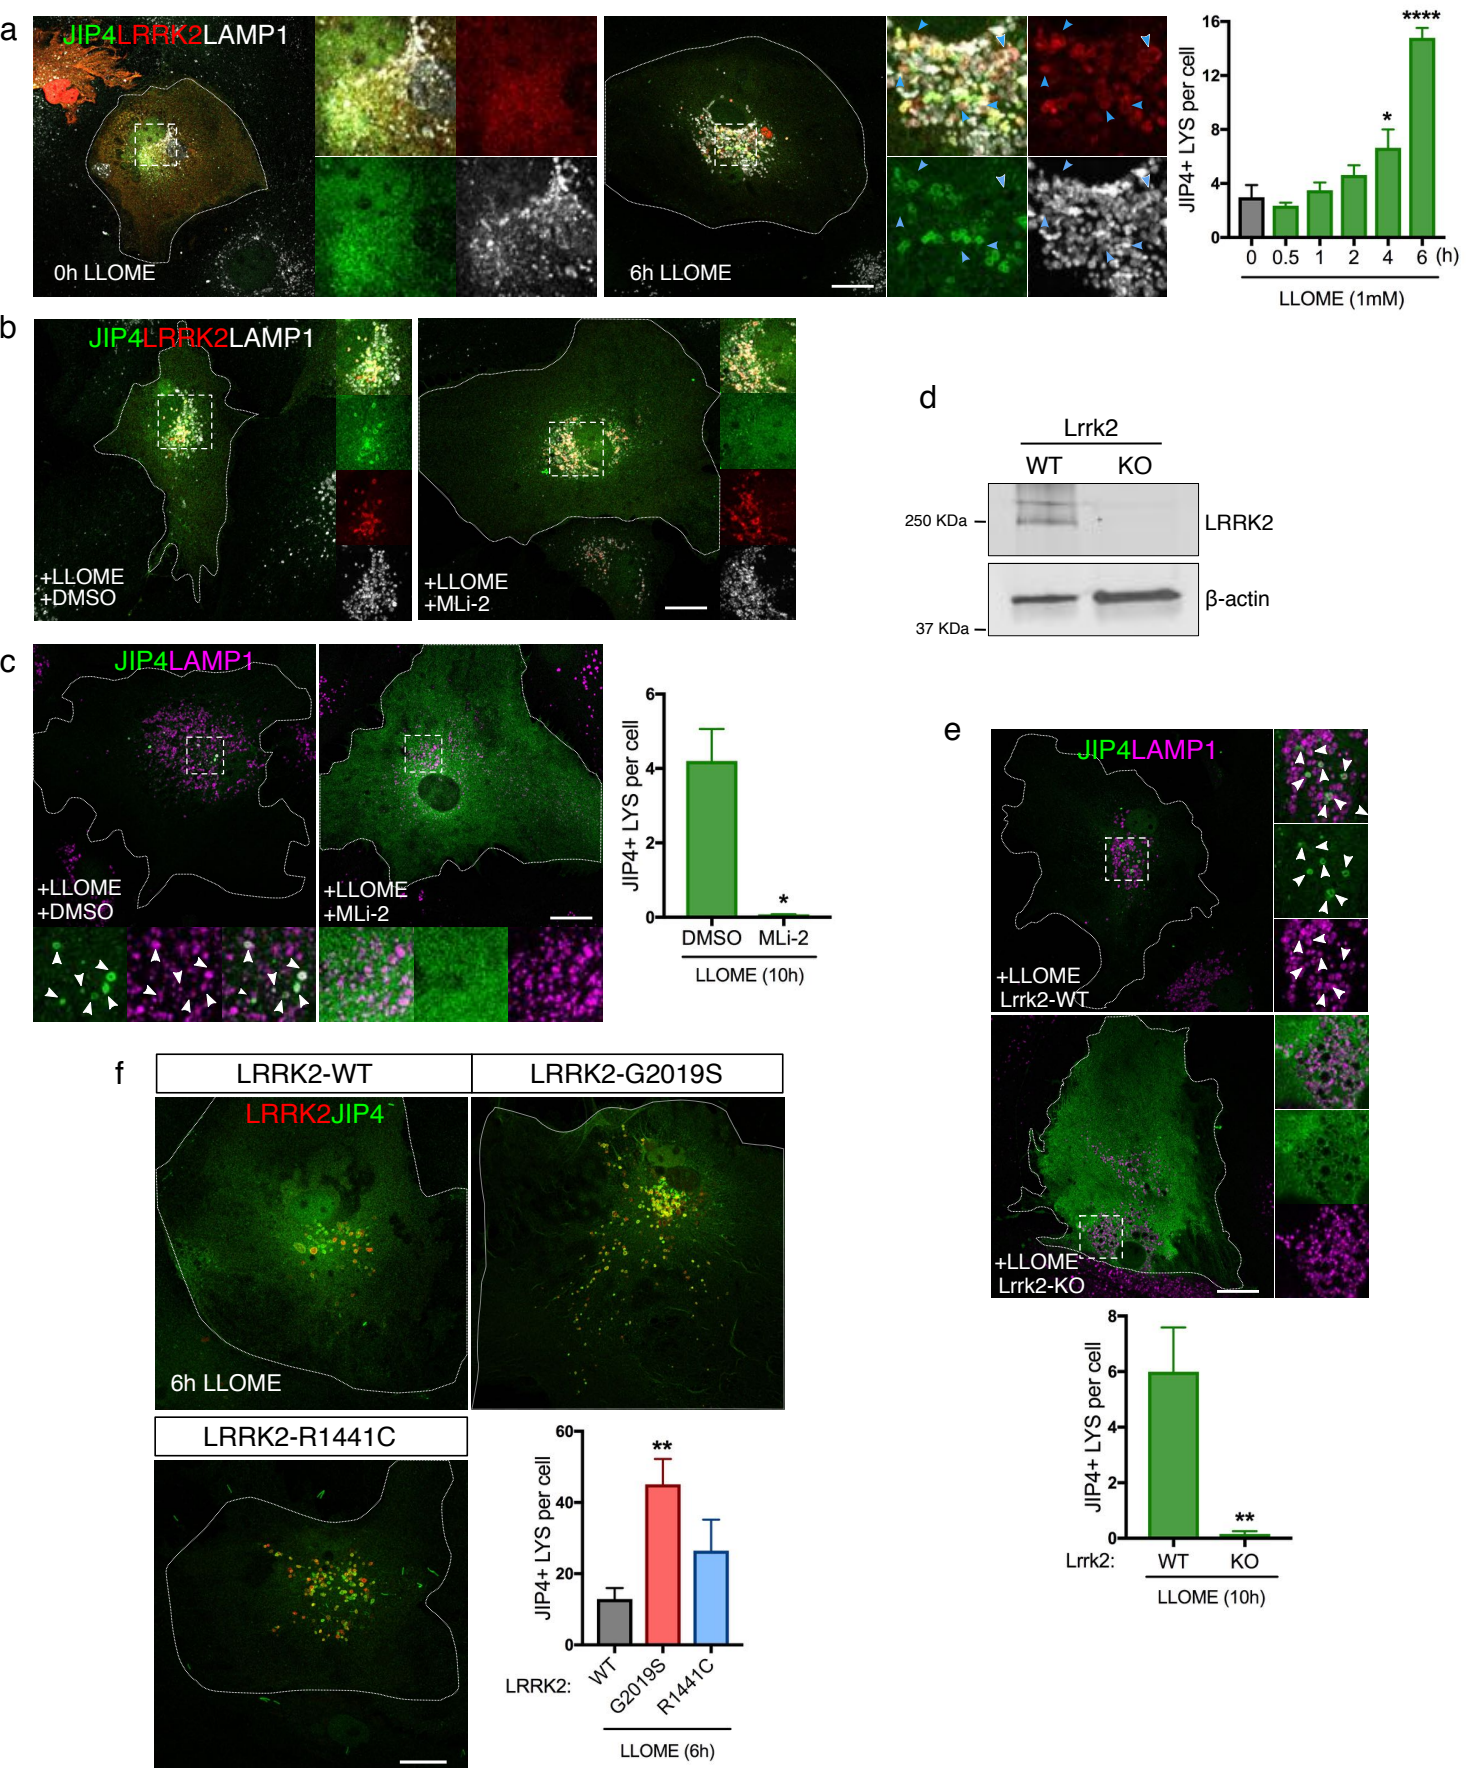 a
JIP4LRRK2LAMP1
0h LLOME
6h LLOME
JIP4+ LYS per cell
16
12
8
4
0
*
****
0 0.5 1 2 4 6 (h)
LLOME (1mM)
b
JIP4LRRK2LAMP1
+LLOME
+DMSO
+LLOME
+MLi-2
d
Lrrk2
WT KO
250 KDa
LRRK2
β-actin
37 KDa
c
JIP4LAMP1
+LLOME
+DMSO
+LLOME
+MLi-2
JIP4+ LYS per cell
6
4
2
0
*
DMSO MLi-2
LLOME (10h)
e
JIP4LAMP1
+LLOME
Lrrk2-WT
+LLOME
Lrrk2-KO
JIP4+ LYS per cell
8
6
4
2
0
**
Lrrk2: WT KO
LLOME (10h)
f
LRRK2-WT
LRRK2-G2019S
LRRK2JIP4
6h LLOME
LRRK2-R1441C
JIP4+ LYS per cell
60
40
20
0
**
LRRK2: WT G2019S R1441C
LLOME (6h)